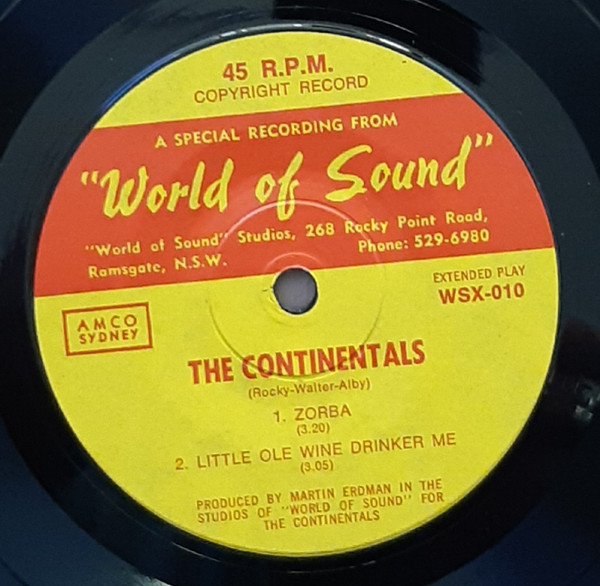 45 R.P.M.
COPYRIGHT RECORD
A SPECIAL RECORDING FROM
"World of Sound"
"World of Sound" Studios, 268 Rocky Point Road,
Ramsgate, N.S.W. Phone: 529-6980
EXTENDED PLAY
WSX-010
AMCO
SYDNEY
THE CONTINENTALS
(Rocky-Walter-Alby)
1. ZORBA
(3.20)
2. LITTLE OLE WINE DRINKER ME
(3.05)
PRODUCED BY MARTIN ERDMAN IN THE
STUDIOS OF "WORLD OF SOUND" FOR
THE CONTINENTALS